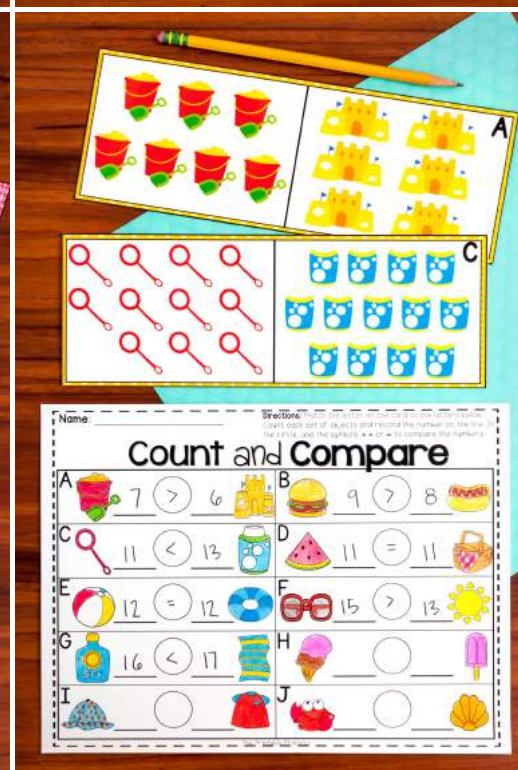 A
C
Name:
Directions: Match the letter on the card to the letters below.
Count each set of objects and record the number on the line. In
the circle, use the symbols < > or = to compare the numbers.
Count and Compare
A 7 > 6
B 9 > 8
C 11 < 13
D 11 = 11
E 12 = 12
F 15 > 13
G 16 < 17
H
I
J